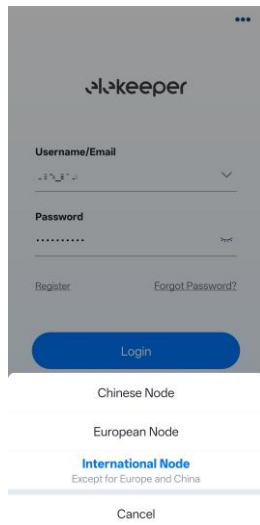 elekeeper
Username/Email
Password
Register Forgot Password?
Login
Chinese Node
European Node
International Node
Except for Europe and China
Cancel